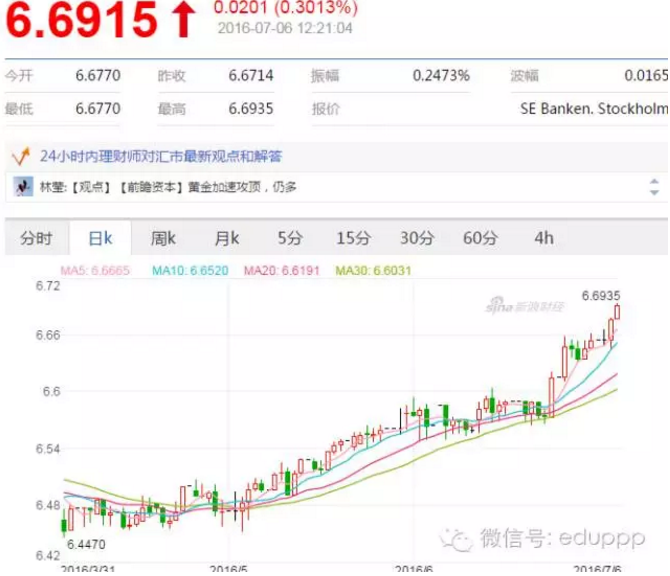 6.6915 0.0201 (0.3013%)
2016-07-06 12:21:04
今开 6.6770 昨收 6.6714 振幅 0.2473% 波幅 0.0165
最低 6.6770 最高 6.6935 报价 SE Banken. Stockholm
24小时内理财师对汇市最新观点和解答
林莹:【观点】【前瞻资本】黄金加速攻顶，仍多
分时 日k 周k 月k 5分 15分 30分 60分 4h
MA5: 6.6665 MA10: 6.6520 MA20: 6.6191 MA30: 6.6031
6.72
6.6935
sina 新浪财经
6.66
6.6
6.54
6.48
微信号: eduppp
6.4470
6.42
2016/3/31 2016/5 2016/6 2016/7/6